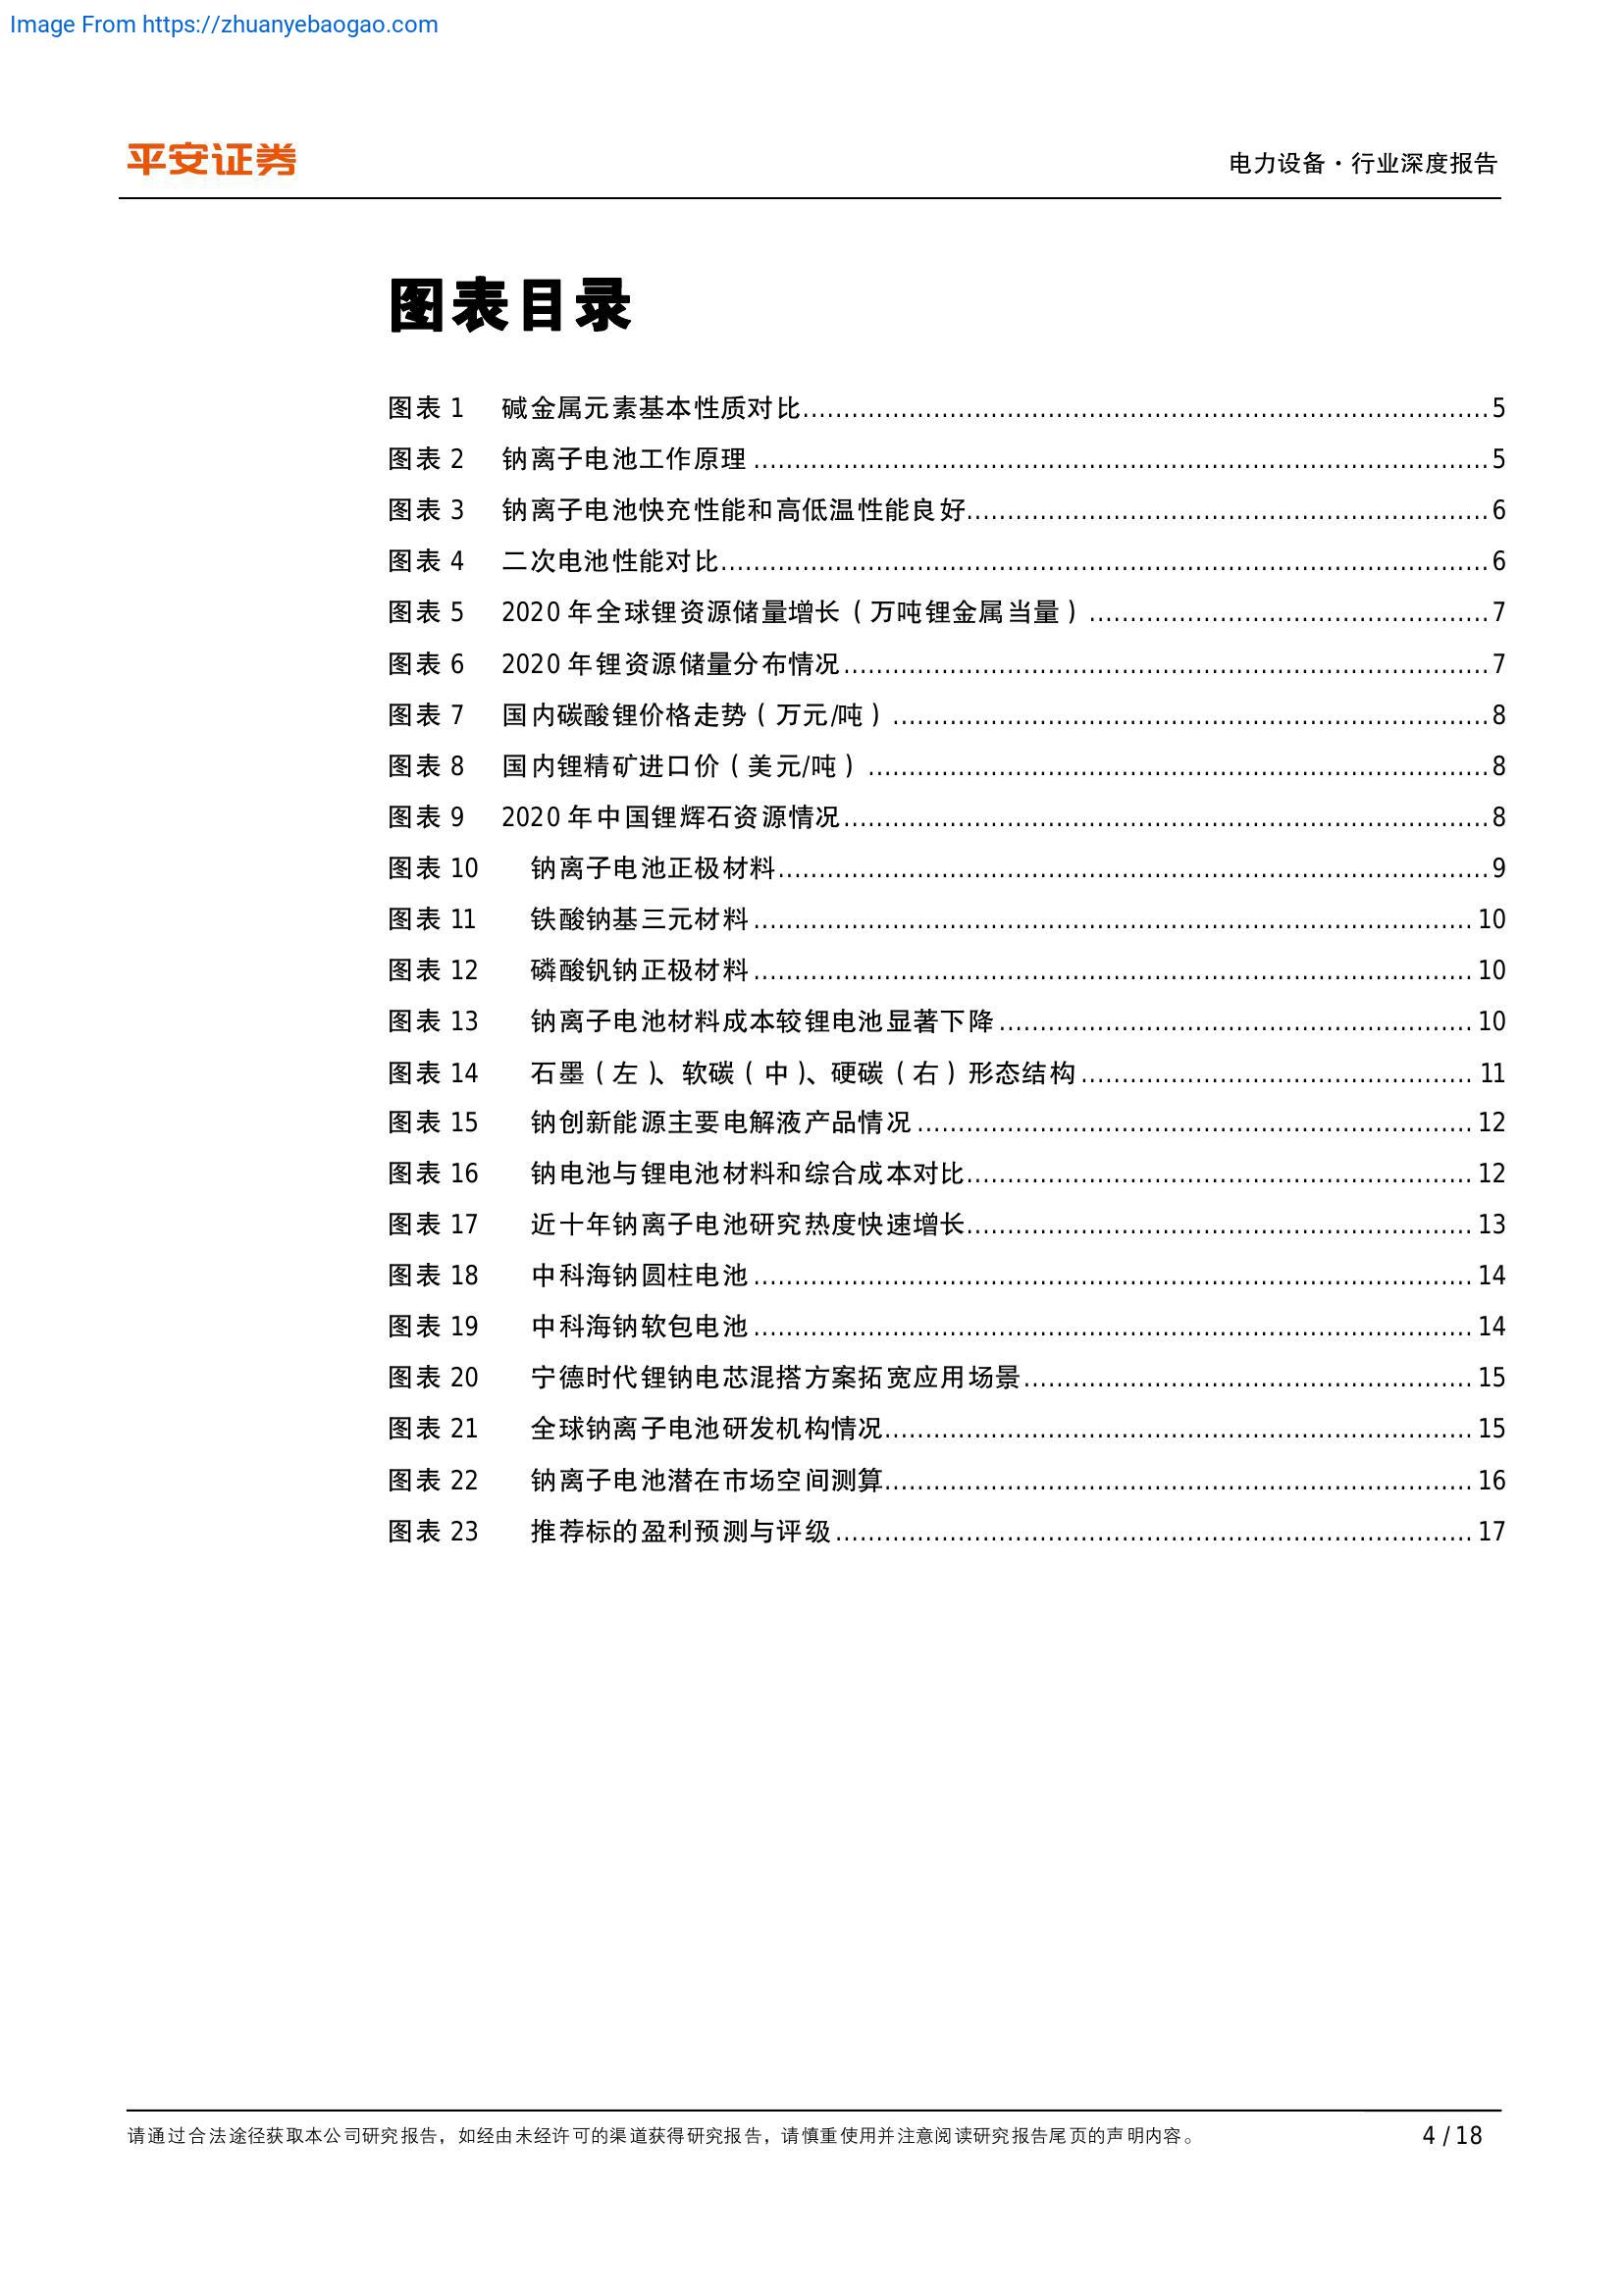 Image From https://zhuanyebaogao.com
平安证券
电力设备·行业深度报告
图表目录
图表 1 碱金属元素基本性质对比........5
图表 2 钠离子电池工作原理........5
图表 3 钠离子电池快充性能和高低温性能良好........6
图表 4 二次电池性能对比........6
图表 5 2020 年全球锂资源储量增长（万吨锂金属当量）........7
图表 6 2020 年锂资源储量分布情况........7
图表 7 国内碳酸锂价格走势（万元/吨）........8
图表 8 国内锂精矿进口价（美元/吨）........8
图表 9 2020 年中国锂辉石资源情况........8
图表 10 钠离子电池正极材料........9
图表 11 铁酸钠基三元材料........10
图表 12 磷酸钒钠正极材料........10
图表 13 钠离子电池材料成本较锂电池显著下降........10
图表 14 石墨（左）、软碳（中）、硬碳（右）形态结构........11
图表 15 钠创新能源主要电解液产品情况........12
图表 16 钠电池与锂电池材料和综合成本对比........12
图表 17 近十年钠离子电池研究热度快速增长........13
图表 18 中科海钠圆柱电池........14
图表 19 中科海钠软包电池........14
图表 20 宁德时代锂钠电芯混搭方案拓宽应用场景........15
图表 21 全球钠离子电池研发机构情况........15
图表 22 钠离子电池潜在市场空间测算........16
图表 23 推荐标的盈利预测与评级........17
请通过合法途径获取本公司研究报告，如经由未经许可的渠道获得研究报告，请慎重使用并注意阅读研究报告尾页的声明内容。
4 / 18